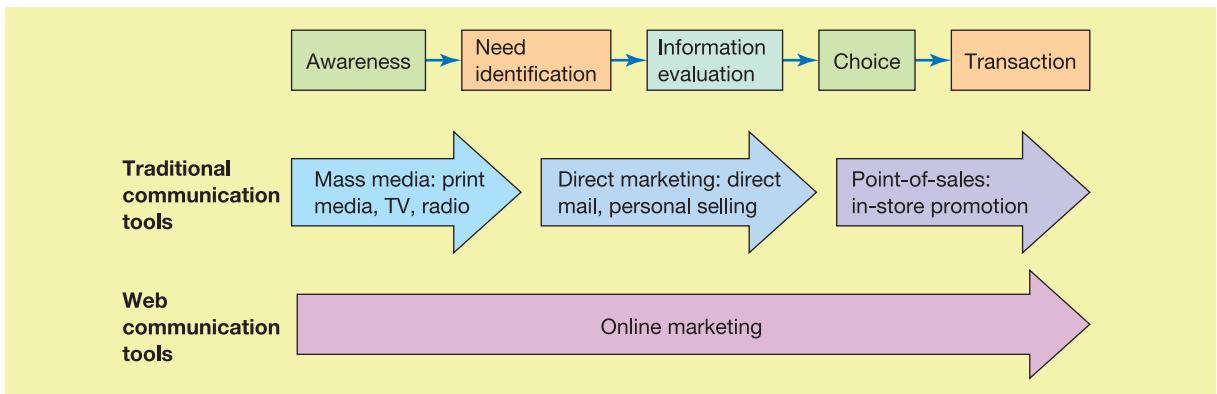 Awareness
Need
identification
Information
evaluation
Choice
Transaction
Traditional
communication
tools
Mass media: print
media, TV, radio
Direct marketing: direct
mail, personal selling
Point-of-sales:
in-store promotion
Web
communication
tools
Online marketing